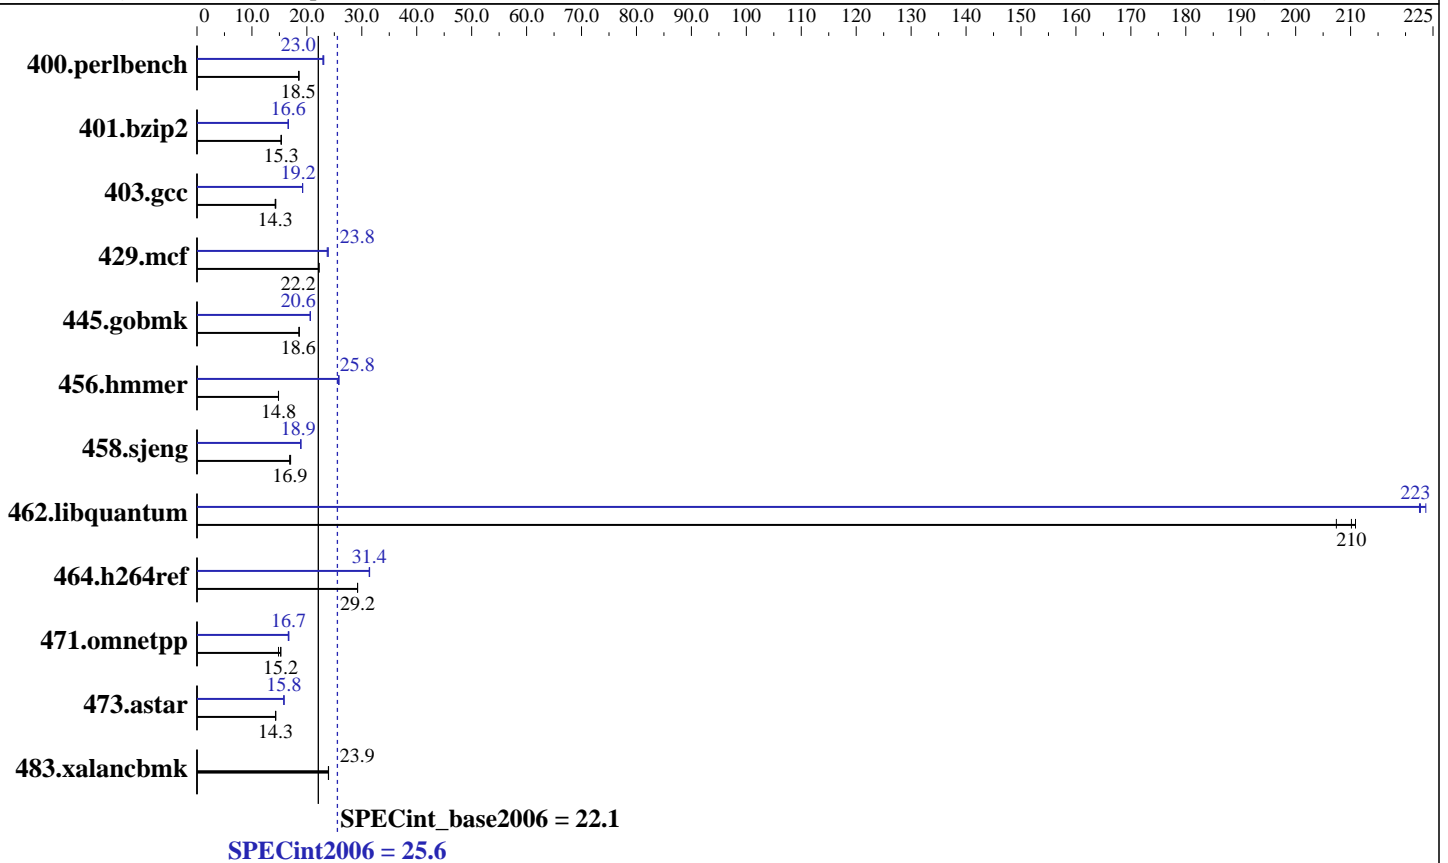 0 10.0 20.0 30.0 40.0 50.0 60.0 70.0 80.0 90.0 100 110 120 130 140 150 160 170 180 190 200 210 225
400.perlbench
23.0
18.5
401.bzip2
16.6
15.3
403.gcc
19.2
14.3
429.mcf
23.8
22.2
445.gobmk
20.6
18.6
456.hmmer
25.8
14.8
458.sjeng
18.9
16.9
462.libquantum
223
210
464.h264ref
31.4
29.2
471.omnetpp
16.7
15.2
473.astar
15.8
14.3
483.xalancbmk
23.9
SPECint_base2006 = 22.1
SPECint2006 = 25.6